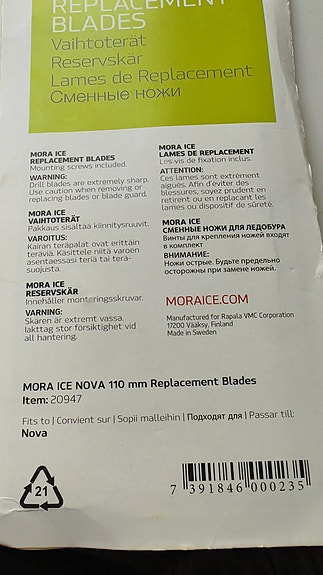 REPLACEMENT
BLADES
Vaihtoterät
Reservskär
Lames de Replacement
Сменные ножи
MORA ICE
REPLACEMENT BLADES
Mounting screws included.
WARNING:
Drill blades are extremely sharp.
Use caution when removing or
replacing blades or blade guard.
MORA ICE
VAIHTOTERÄT
Pakkaus sisältää kiinnitysruuvit.
VAROITUS:
Kairan teräpalat ovat erittäin
teräviä. Käsittele niitä varoen
asentaessasi teriä tai terä-
suojusta.
MORA ICE
RESERVSKÄR
Innehåller monteringsskruvar.
VARNING:
Skären är extremt vassa.
Iakttag stor försiktighet vid
all hantering.
MORA ICE
LAMES DE REPLACEMENT
Les vis de fixation inclus.
ATTENTION:
Ces lames sont extrèment
aiguës. Afin d'éviter des
blessures, soyez prudent en
retirant ou en replacant les
lames ou dispositif de sûreté.
MORA ICE
СМЕННЫЕ НОЖИ ДЛЯ ЛЕДОБУРА
Винты для крепления ножей входят
в комплект
ВНИМАНИЕ:
Ножи острые. Будьте предельно
осторожны при замене ножей.
MORAICE.COM
Manufactured for Rapala VMC Corporation
17200 Vääksy, Finland
Made in Sweden
MORA ICE NOVA 110 mm Replacement Blades
Item: 20947
Fits to | Convient sur | Sopii malleihin | Подходят для | Passar till:
Nova
21
7 391846 000235